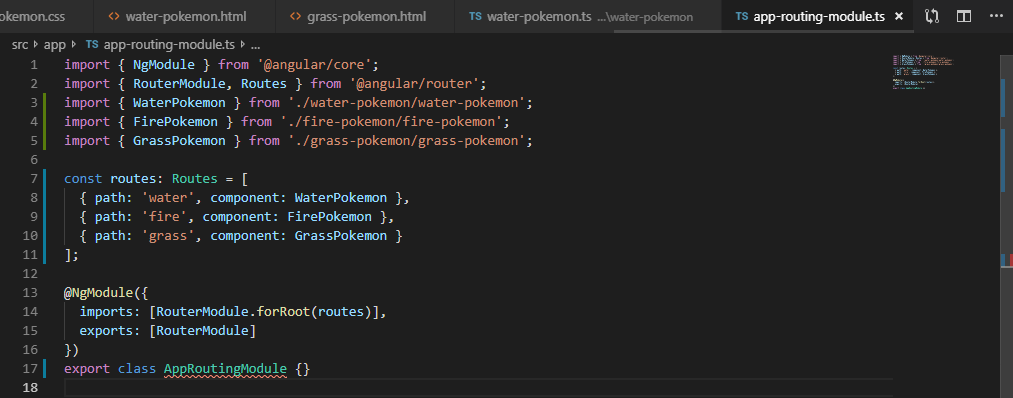 okemon.css <> water-pokemon.html <> grass-pokemon.html TS water-pokemon.ts ...\water-pokemon TS app-routing-module.ts × ...
src app TS app-routing-module.ts ...
1 import { NgModule } from '@angular/core';
2 import { RouterModule, Routes } from '@angular/router';
3 import { WaterPokemon } from './water-pokemon/water-pokemon';
4 import { FirePokemon } from './fire-pokemon/fire-pokemon';
5 import { GrassPokemon } from './grass-pokemon/grass-pokemon';
6
7 const routes: Routes = [
8 { path: 'water', component: WaterPokemon },
9 { path: 'fire', component: FirePokemon },
10 { path: 'grass', component: GrassPokemon }
11 ];
12
13 @NgModule({
14 imports: [RouterModule.forRoot(routes)],
15 exports: [RouterModule]
16 })
17 export class AppRoutingModule {}
18